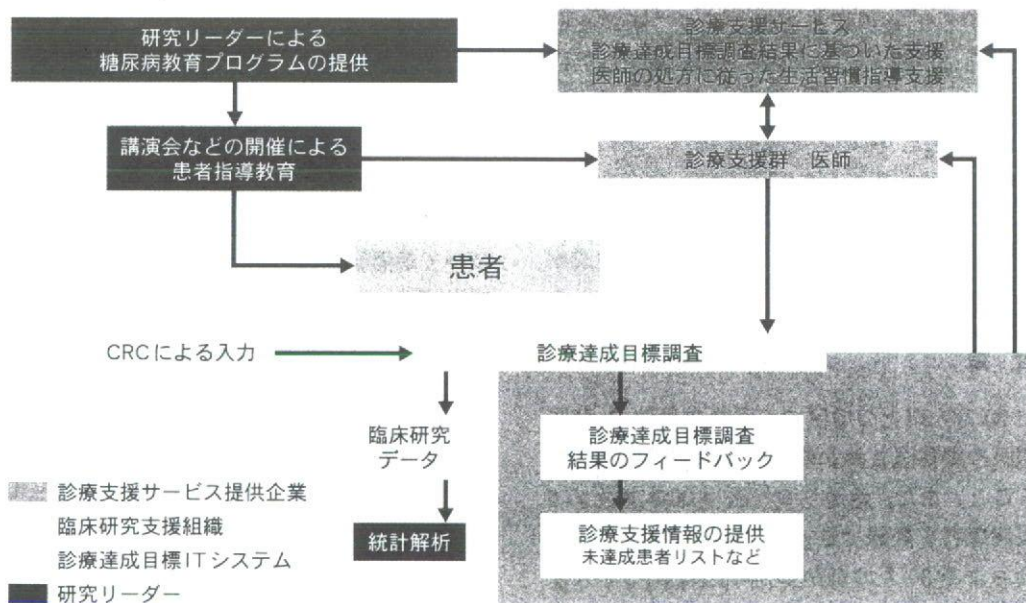 研究リーダーによる
糖尿病教育プログラムの提供
診療支援サービス
診療達成目標調査結果に基づいた支援
医師の処方に従った生活習慣指導支援
講演会などの開催による
患者指導教育
診療支援群 医師
患者
CRCによる入力
診療達成目標調査
臨床研究
データ
診療達成目標調査
結果のフィードバック
統計解析
診療支援情報の提供
未達成患者リストなど
診療支援サービス提供企業
臨床研究支援組織
診療達成目標ITシステム
研究リーダー